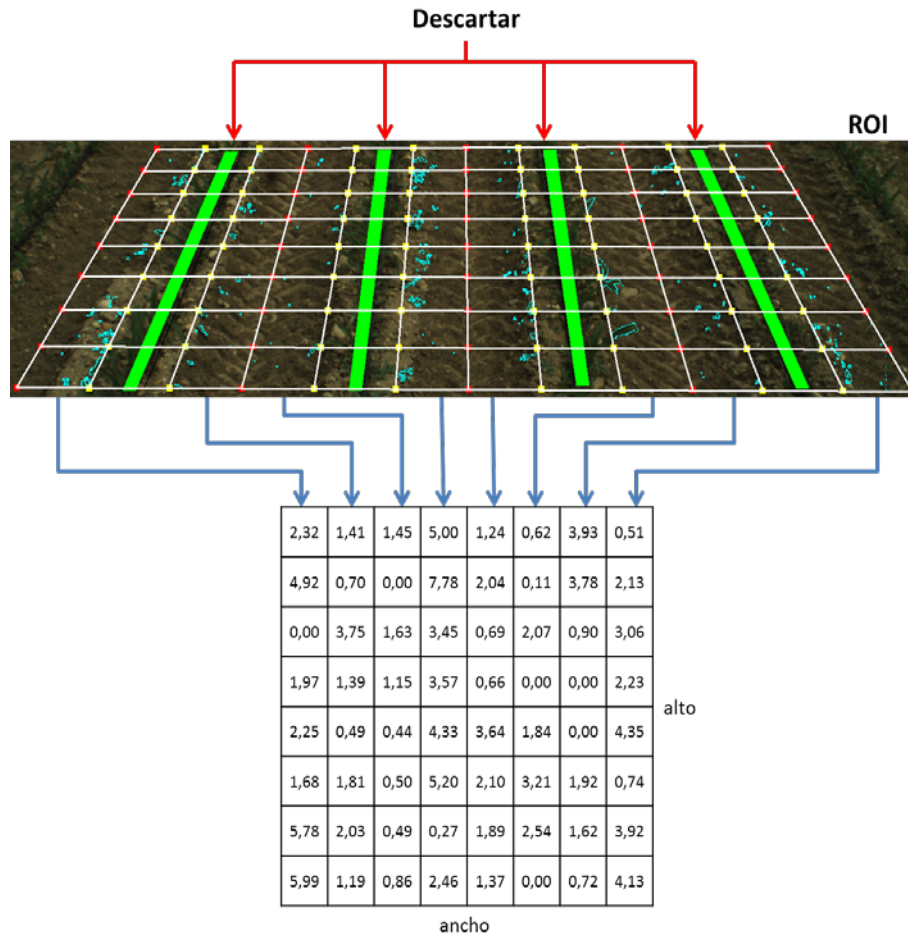 Descartar
ROI
2,32 1,41 1,45 5,00 1,24 0,62 3,93 0,51
4,92 0,70 0,00 7,78 2,04 0,11 3,78 2,13
0,00 3,75 1,63 3,45 0,69 2,07 0,90 3,06
1,97 1,39 1,15 3,57 0,66 0,00 0,00 2,23
alto
2,25 0,49 0,44 4,33 3,64 1,84 0,00 4,35
1,68 1,81 0,50 5,20 2,10 3,21 1,92 0,74
5,78 2,03 0,49 0,27 1,89 2,54 1,62 3,92
5,99 1,19 0,86 2,46 1,37 0,00 0,72 4,13
ancho